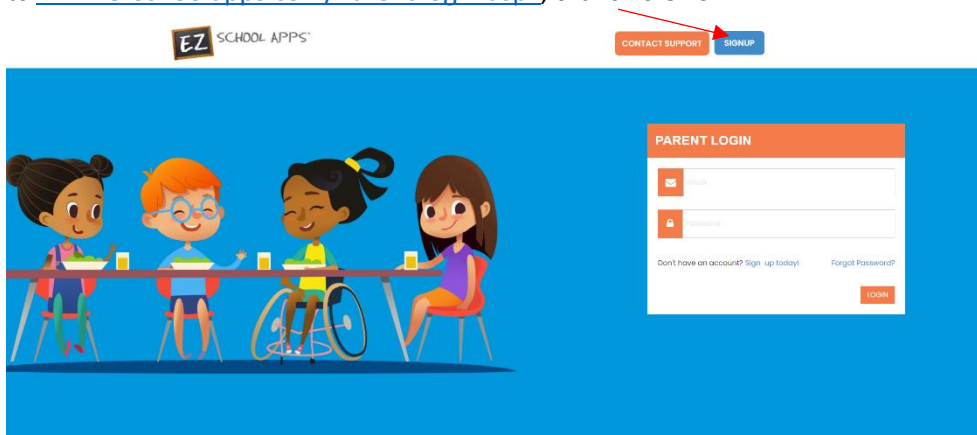 EZ SCHOOL APPS
CONTACT SUPPORT SIGNUP
PARENT LOGIN
Email
Password
Don't have an account? Sign up today! Forgot Password?
LOGIN